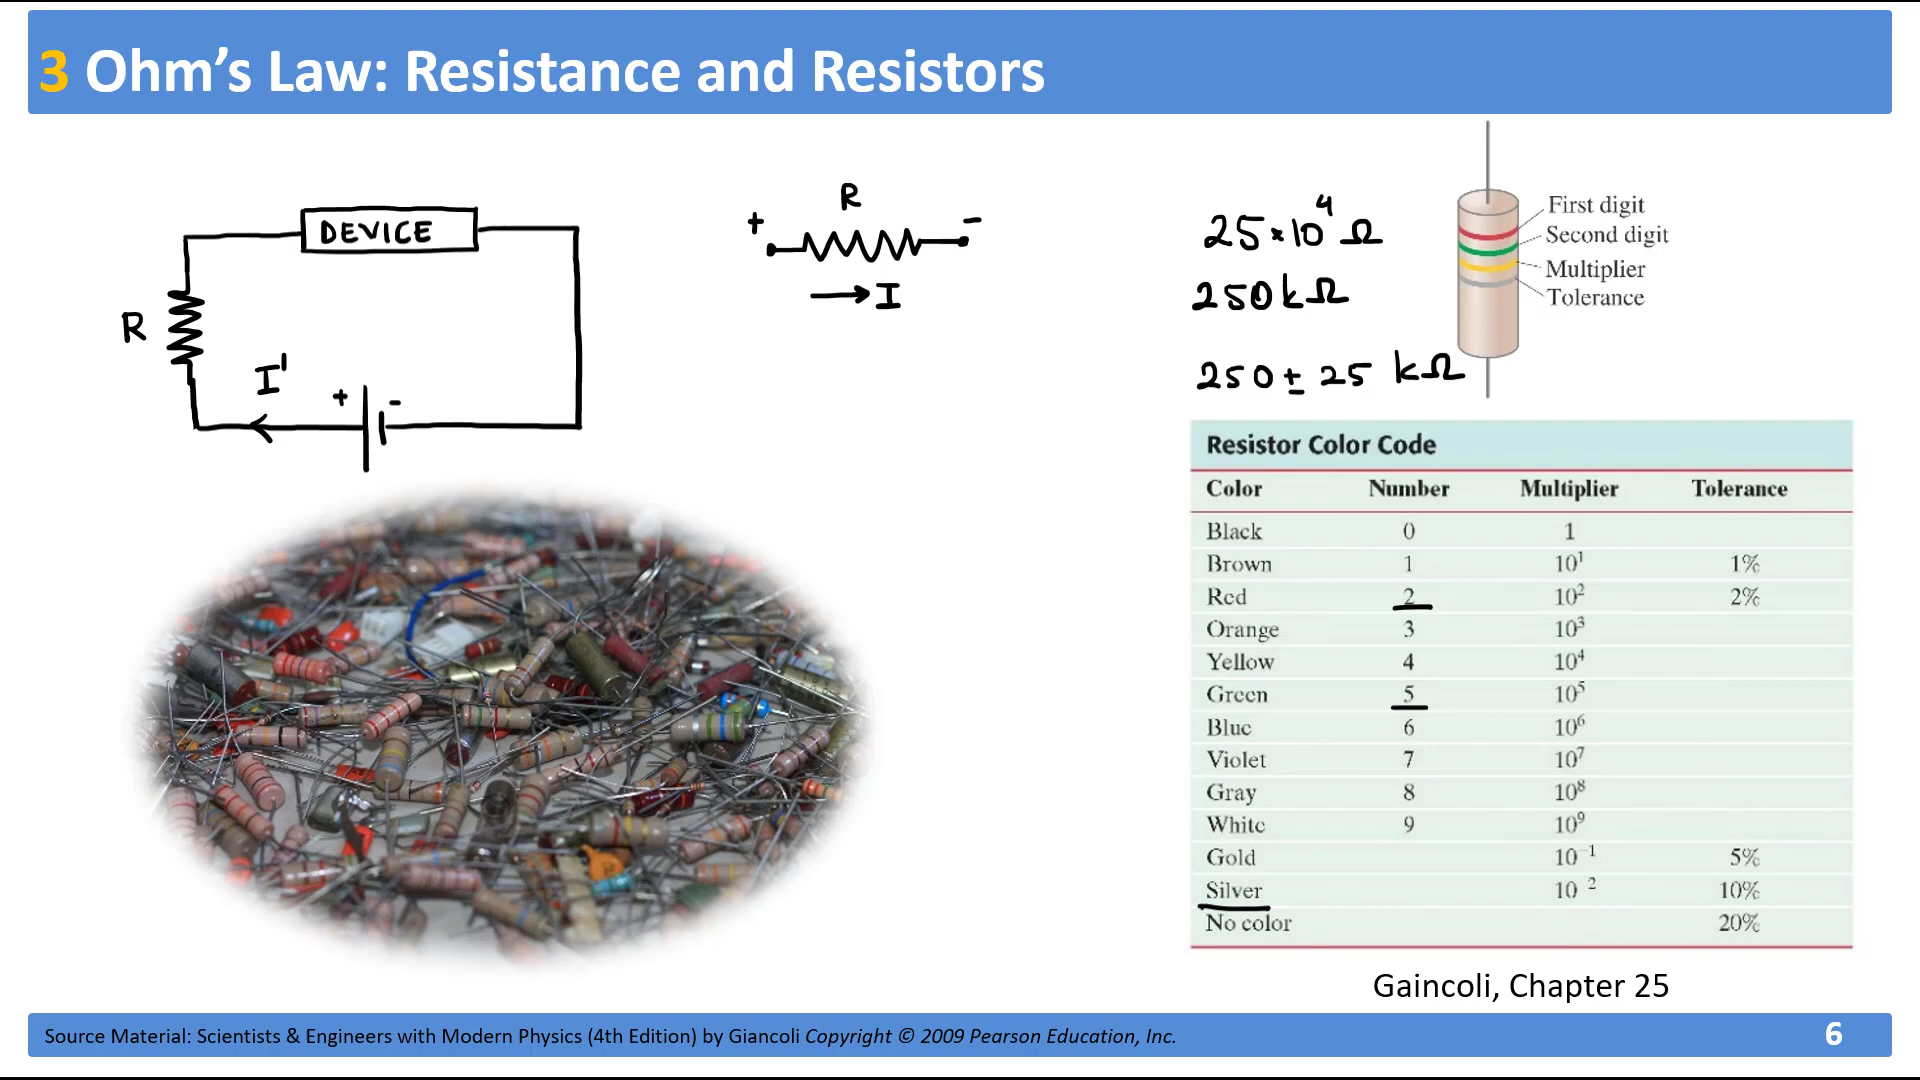 3 Ohm’s Law: Resistance and Resistors
DEVICE
R
I'
+ -
R
+ -
I
25×10⁴ Ω
250kΩ
250 ± 25 kΩ
First digit
Second digit
Multiplier
Tolerance
Resistor Color Code
Color Number Multiplier Tolerance
Black 0 1
Brown 1 10¹ 1%
Red 2 10² 2%
Orange 3 10³
Yellow 4 10⁴
Green 5 10⁵
Blue 6 10⁶
Violet 7 10⁷
Gray 8 10⁸
White 9 10⁹
Gold 10⁻¹ 5%
Silver 10⁻² 10%
No color 20%
Gaincoli, Chapter 25
Source Material: Scientists & Engineers with Modern Physics (4th Edition) by Giancoli Copyright © 2009 Pearson Education, Inc.
6